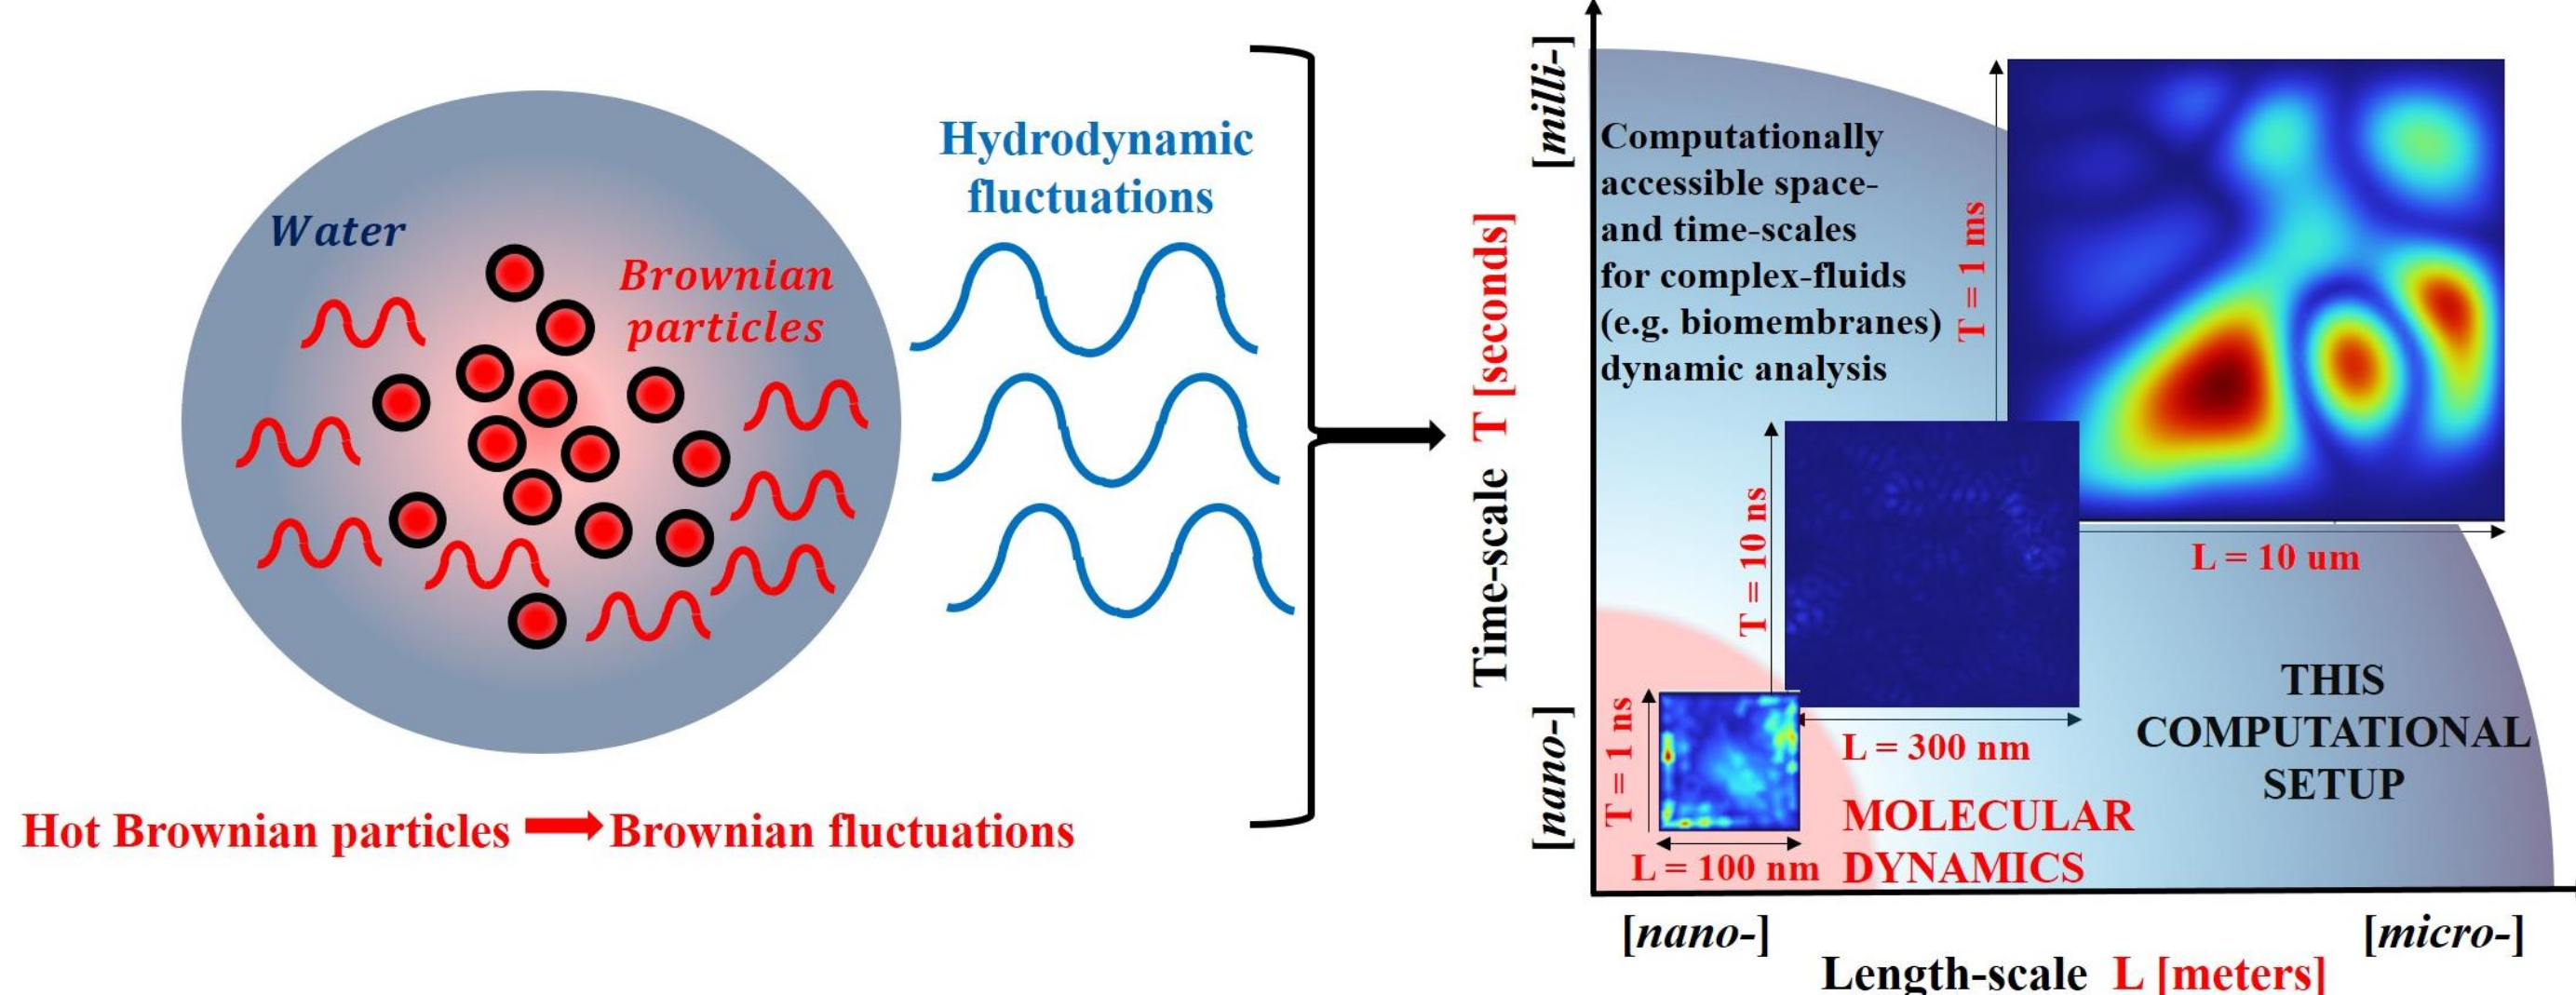 Water
Brownian
particles
Hydrodynamic
fluctuations
Hot Brownian particles
Brownian fluctuations
Time-scale T [seconds]
[milli-]
[nano-]
Computationally
accessible space-
and time-scales
for complex-fluids
(e.g. biomembranes)
dynamic analysis
T = 1 ms
L = 10 um
T = 10 ns
L = 300 nm
T = 1 ns
L = 100 nm
MOLECULAR
DYNAMICS
THIS
COMPUTATIONAL
SETUP
[nano-]
[micro-]
Length-scale L [meters]